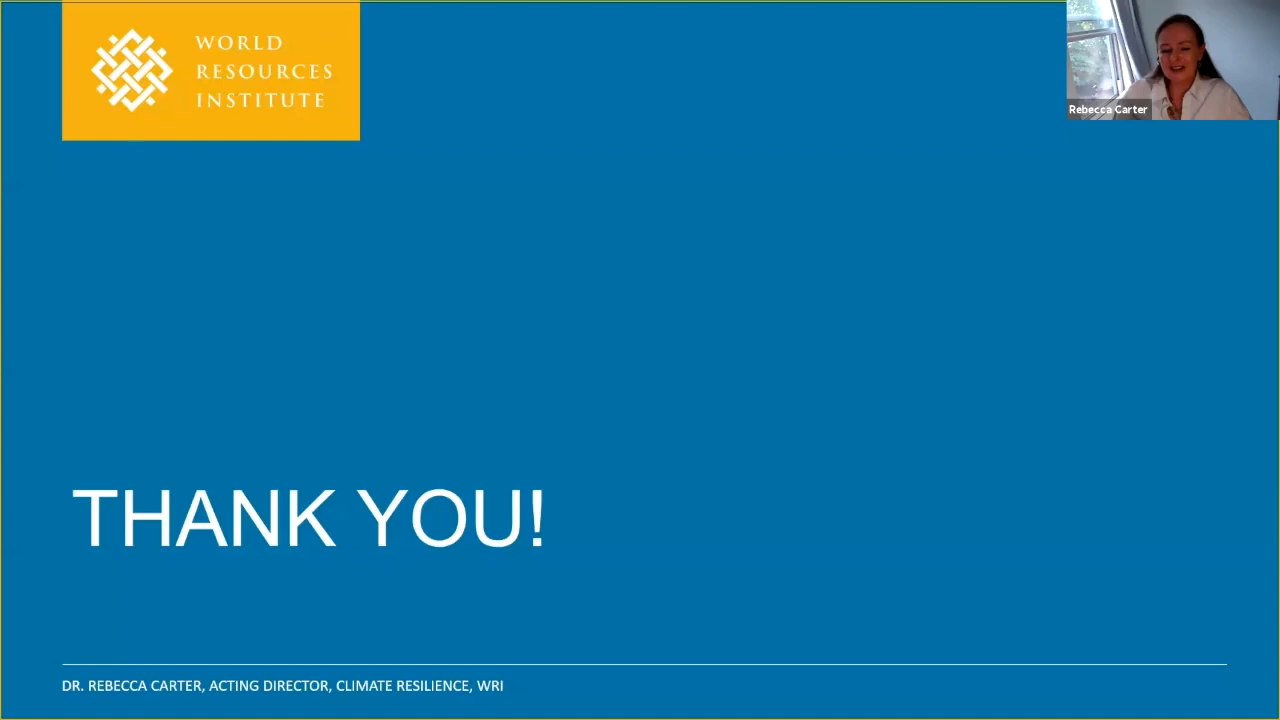 WORLD
RESOURCES
INSTITUTE
Rebecca Carter
THANK YOU!
DR. REBECCA CARTER, ACTING DIRECTOR, CLIMATE RESILIENCE, WRI